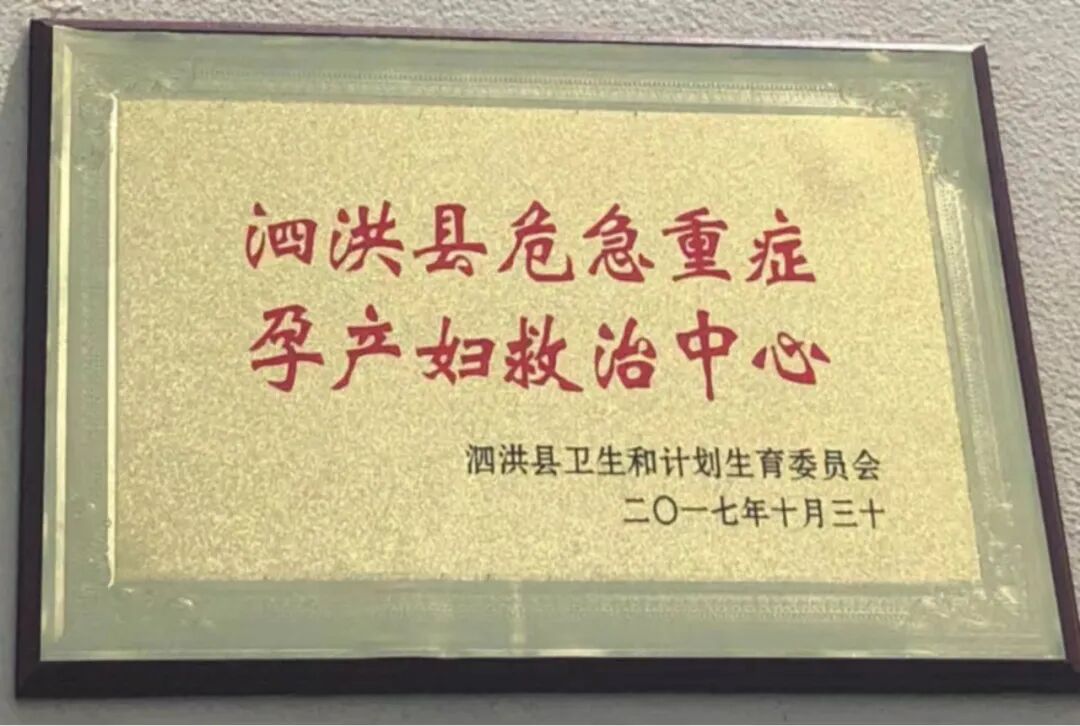 泗洪县危急重症
孕产妇救治中心
泗洪县卫生和计划生育委员会
二〇一七年十月三十